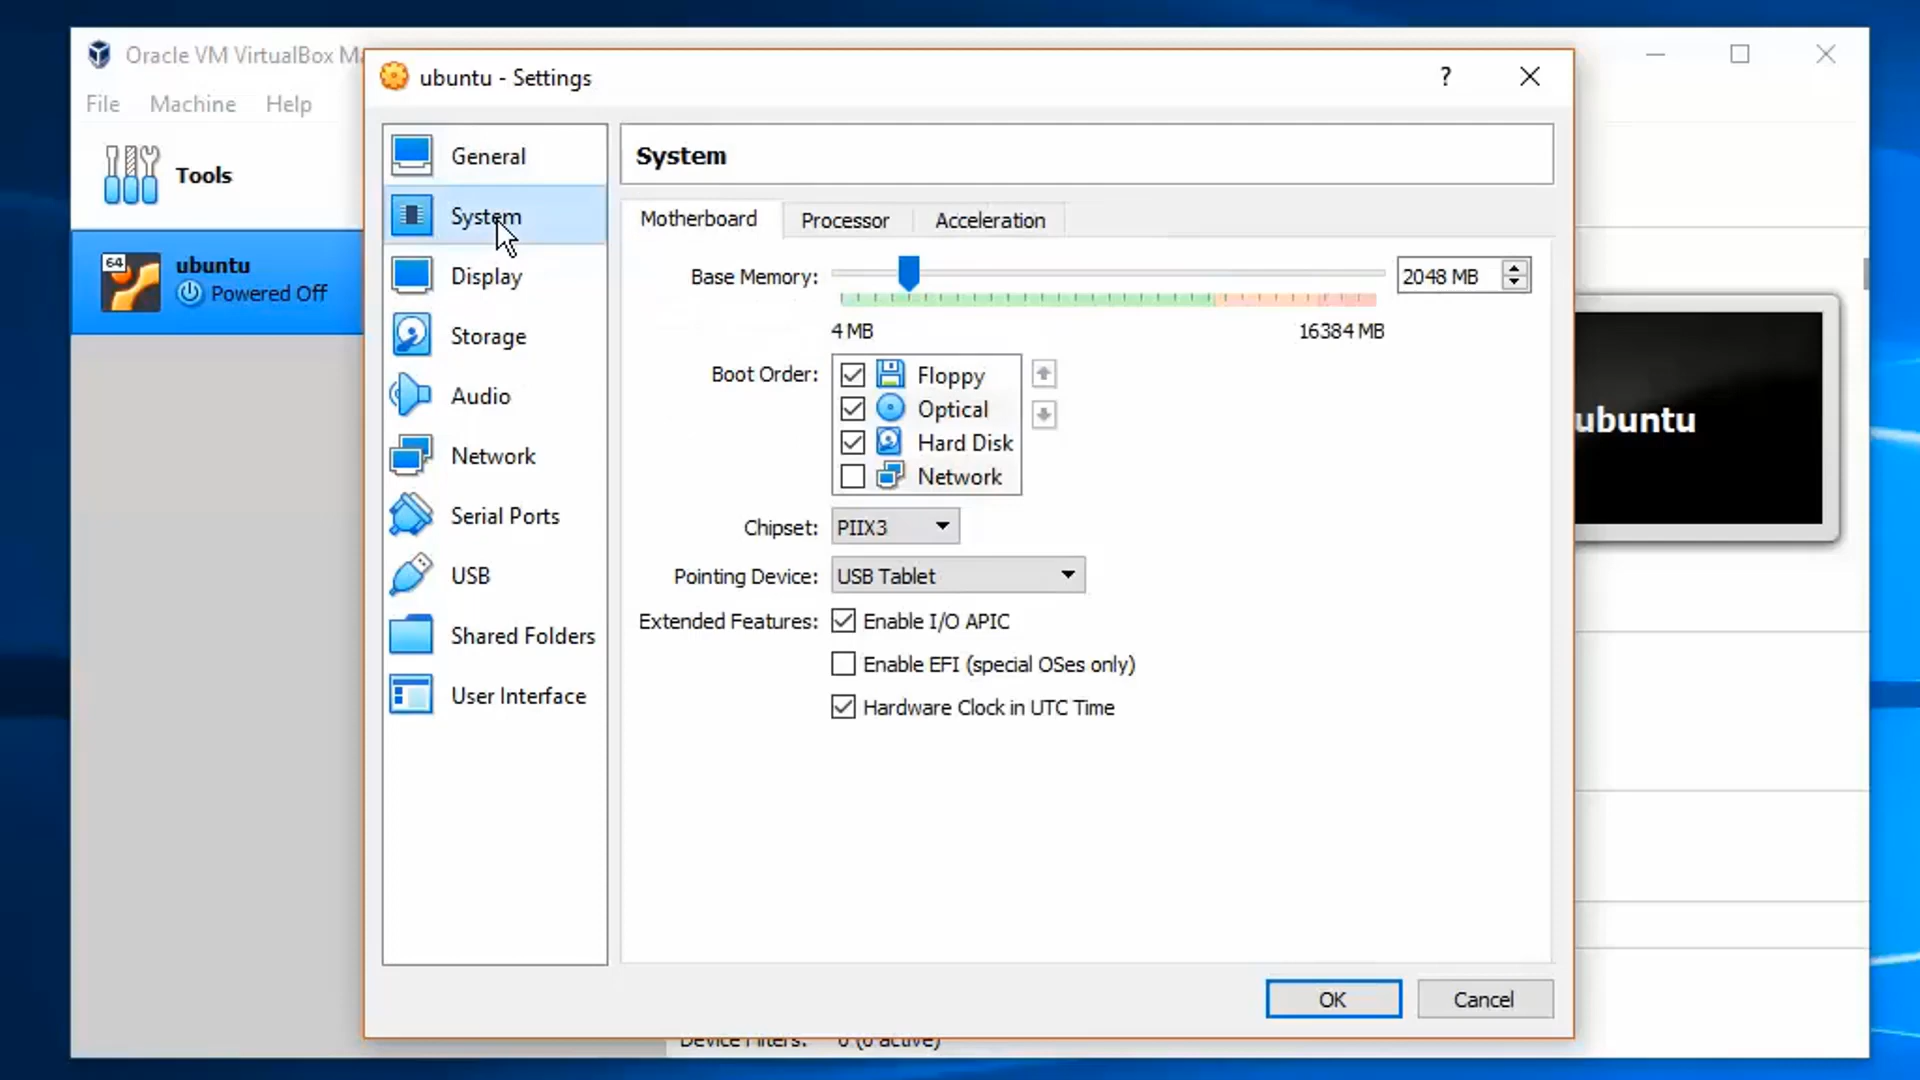 Oracle VM VirtualBox Ma
ubuntu - Settings
?
File Machine Help
Tools
64
ubuntu
Powered Off
General
System
Display
Storage
Audio
Network
Serial Ports
USB
Shared Folders
User Interface
System
Motherboard Processor Acceleration
Base Memory: 2048 MB
4 MB 16384 MB
Boot Order: Floppy
Optical
Hard Disk
Network
Chipset: PIIX3
Pointing Device: USB Tablet
Extended Features: Enable I/O APIC
Enable EFI (special OSes only)
Hardware Clock in UTC Time
ubuntu
OK Cancel
Device Filters: 0 (0 active)